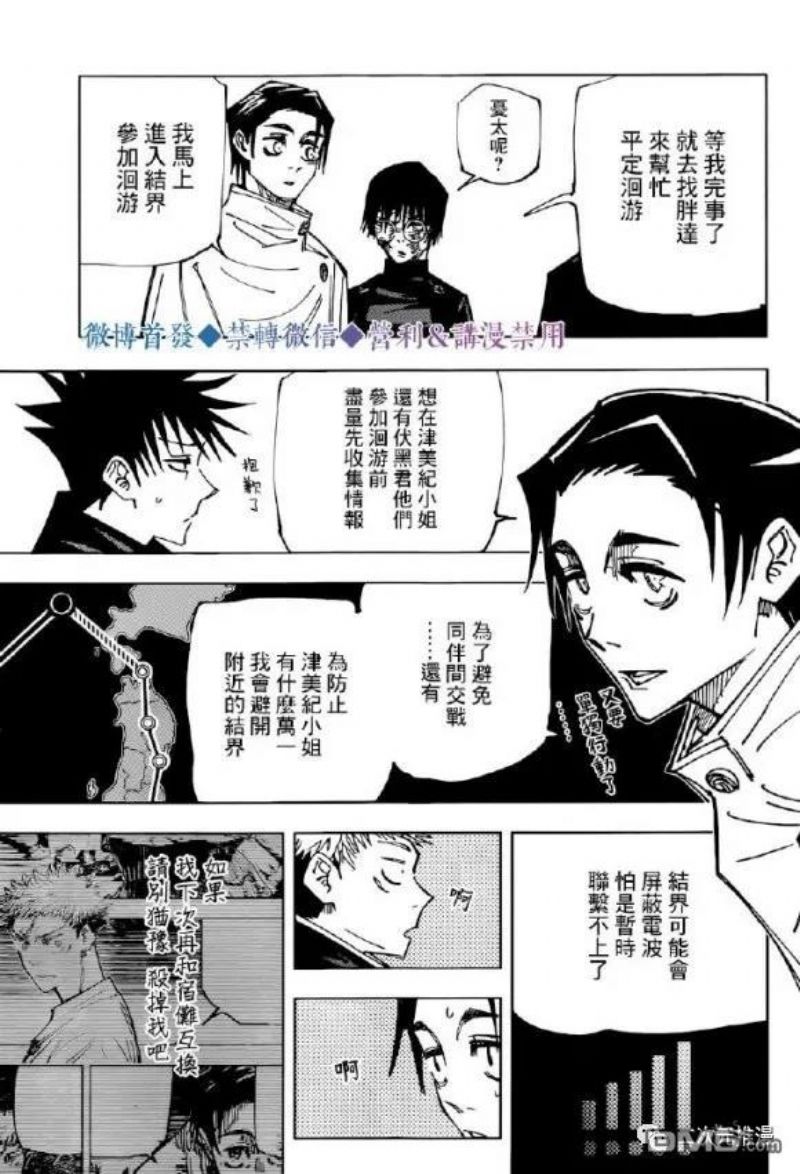 等我完事了
就去找胖達
來幫忙
平定洄游
憂太呢?
我馬上
進入結界
參加洄游
微博首發◆禁轉微信◆營利&講漫禁用
想在津美紀小姐
還有伏黑君他們
參加洄游前
盡量先收集情報
抱歉了
又要
單獨行動了
……
為了避免
同伴間交戰
……還有
為防止
津美紀小姐
有什麼萬一
我會避開
附近的結界
結界可能會
屏蔽電波
怕是暫時
聯繫不上了
啊
啊
如果
我下次再和宿儺互換
請別猶豫 殺掉我吧
次元推漫